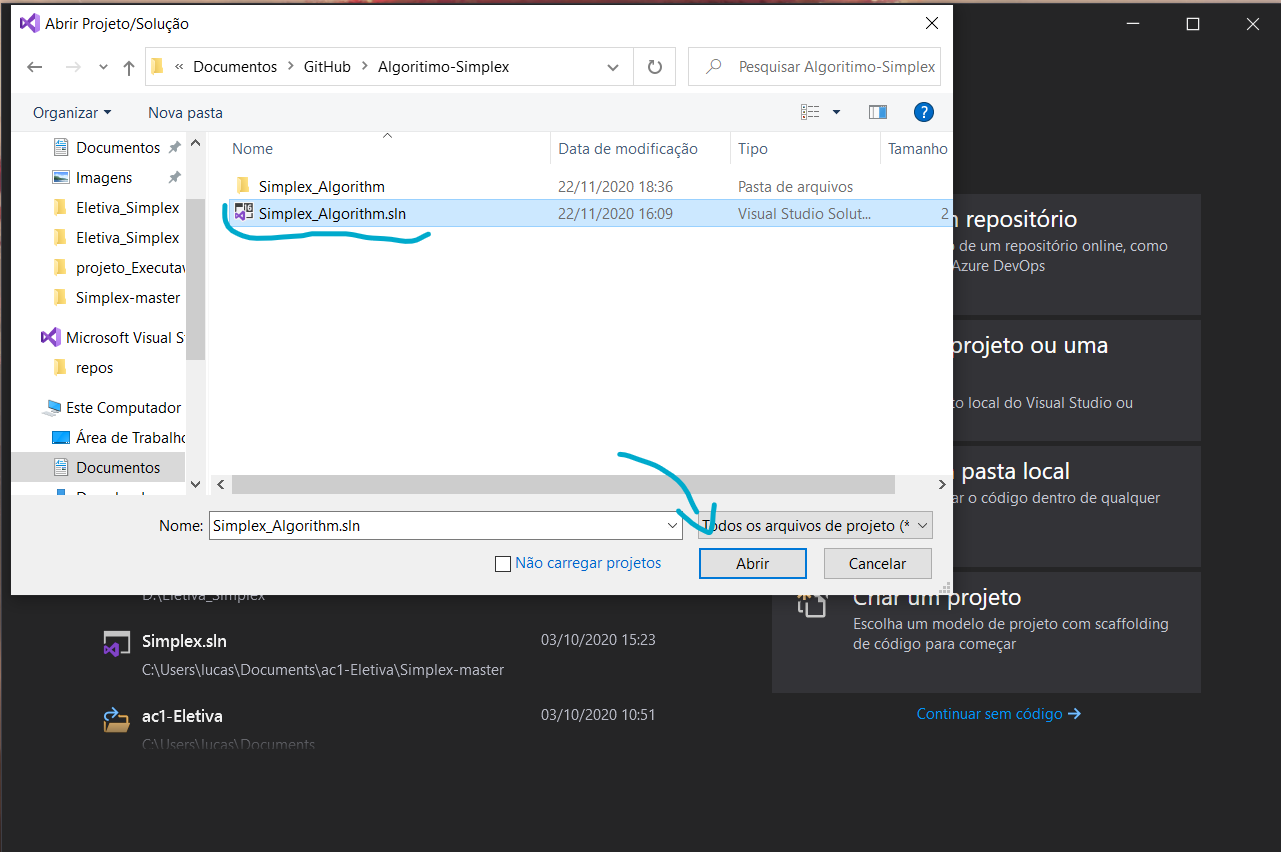 Abrir Projeto/Solução
« Documentos > GitHub > Algoritimo-Simplex
Pesquisar Algoritimo-Simplex
Organizar
Nova pasta
?
Documentos
Imagens
Eletiva_Simplex
Eletiva_Simplex
projeto_Executav
Simplex-master
Microsoft Visual S
repos
Este Computador
Área de Trabalho
Documentos
Nome
Data de modificação
Tipo
Tamanho
Simplex_Algorithm
22/11/2020 18:36
Pasta de arquivos
Simplex_Algorithm.sln
22/11/2020 16:09
Visual Studio Solut...
2
Nome:
Simplex_Algorithm.sln
Todos os arquivos de projeto (*
Não carregar projetos
Abrir
Cancelar
repositório
de um repositório online, como
Azure DevOps
projeto ou uma
local do Visual Studio ou
pasta local
o código dentro de qualquer
Criar um projeto
Escolha um modelo de projeto com scaffolding
de código para começar
Continuar sem código →
D:\Eletiva_Simplex
Simplex.sln
03/10/2020 15:23
C:\Users\lucas\Documents\ac1-Eletiva\Simplex-master
ac1-Eletiva
03/10/2020 10:51
C:\Users\lucas\Documents